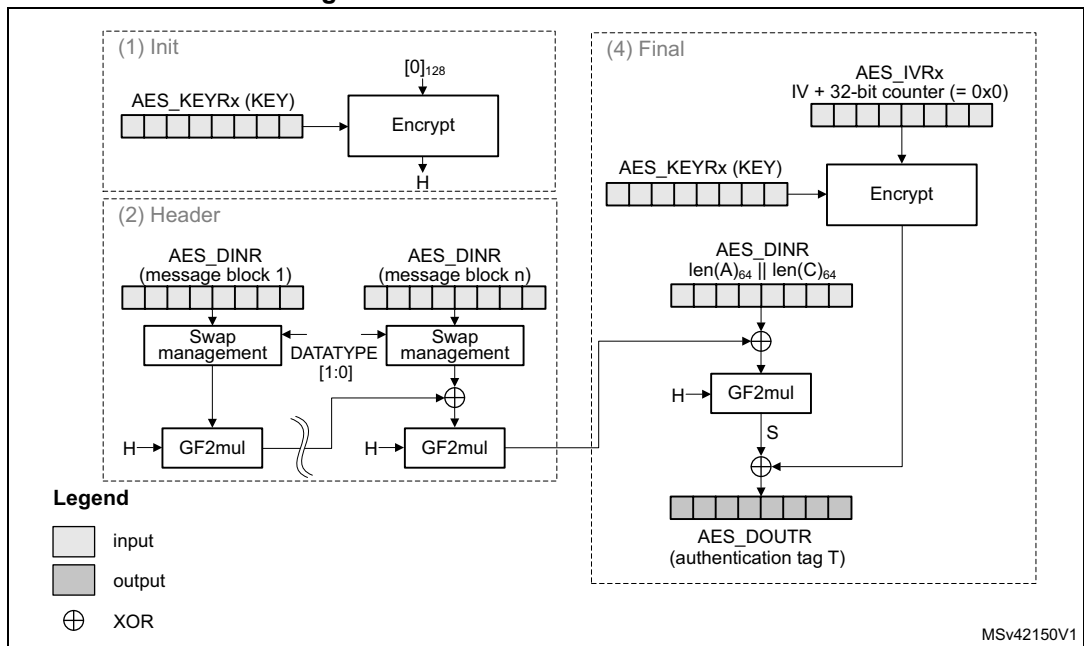 (1) Init
[0]128
AES_KEYRx (KEY)
Encrypt
H
(2) Header
AES_DINR
(message block 1)
AES_DINR
(message block n)
Swap
management
DATATYPE
[1:0]
Swap
management
H
GF2mul
H
GF2mul
(4) Final
AES_IVRx
IV + 32-bit counter (= 0x0)
AES_KEYRx (KEY)
Encrypt
AES_DINR
len(A)64 || len(C)64
H
GF2mul
S
AES_DOUTR
(authentication tag T)
Legend
input
output
XOR
MSv42150V1